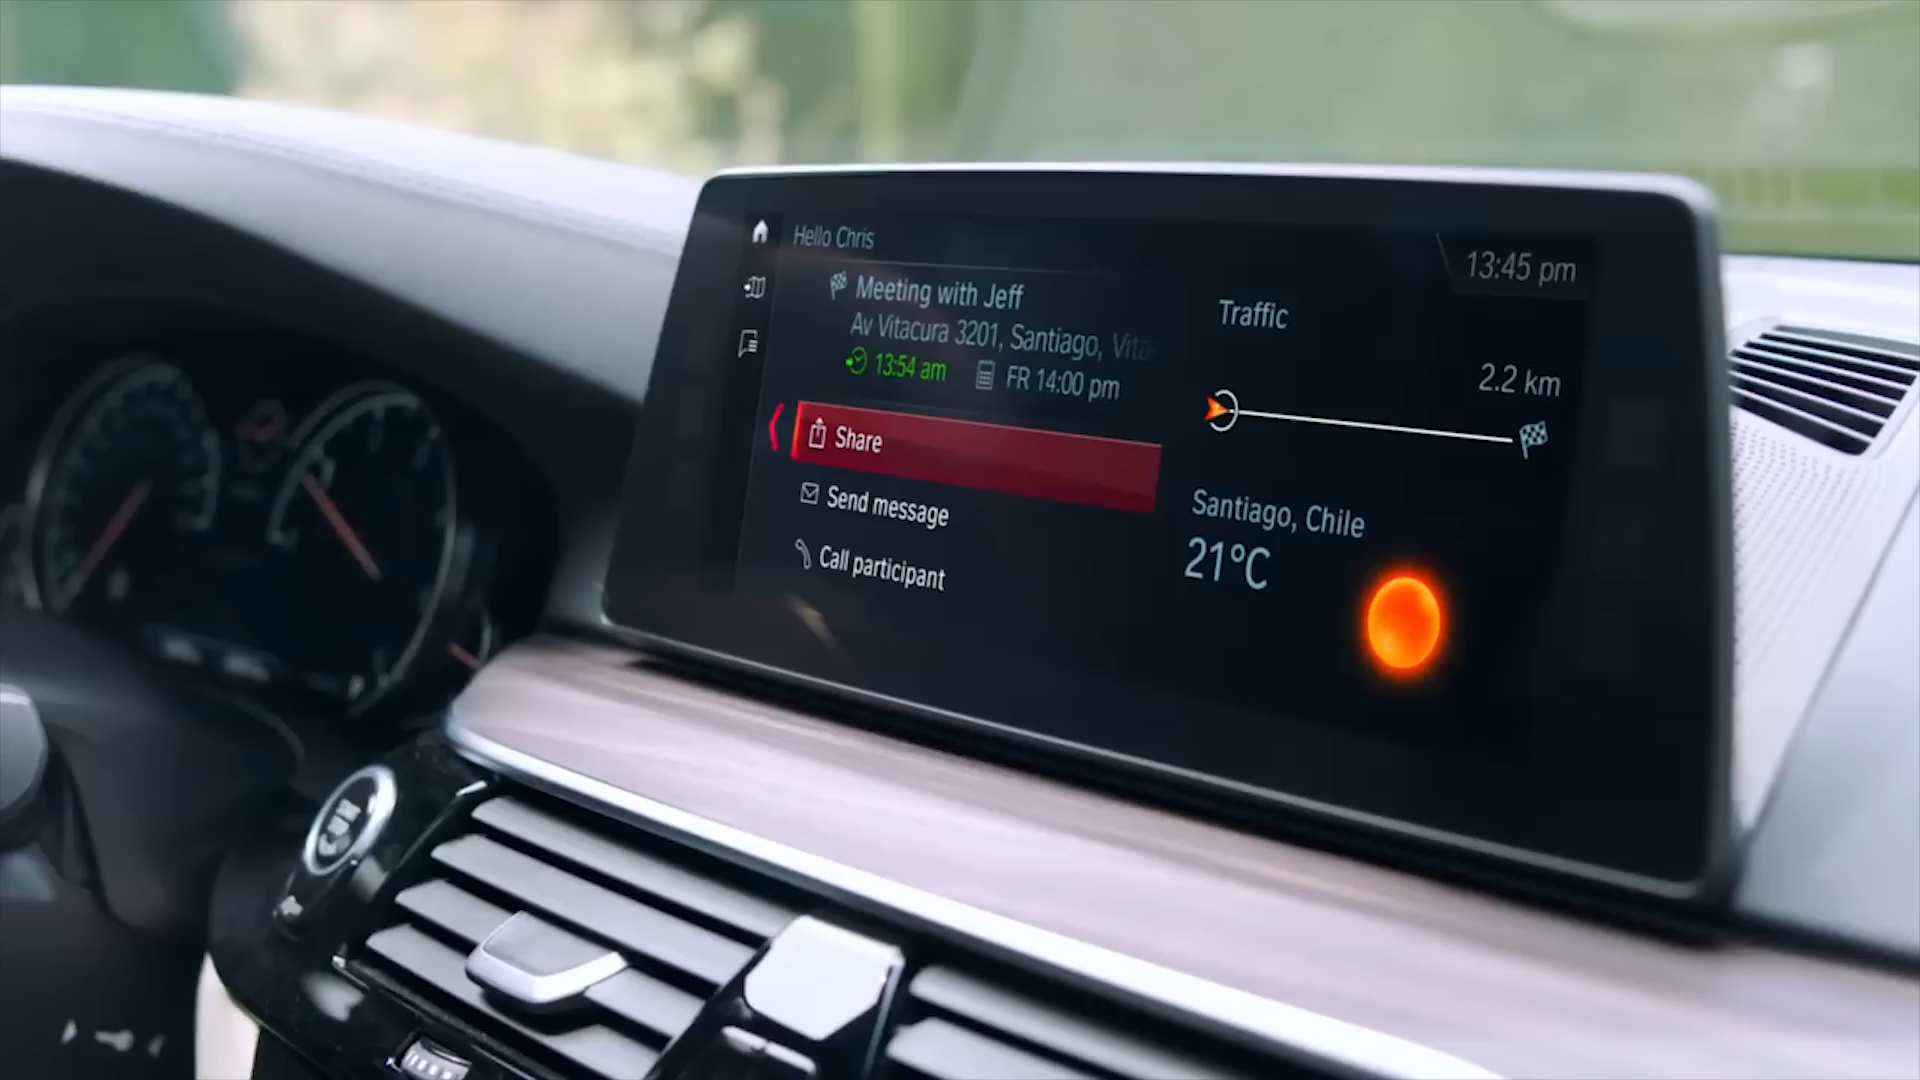 Hello Chris
13:45 pm
Meeting with Jeff
Av Vitacura 3201, Santiago, Vita
13:54 am
FR 14:00 pm
Share
Send message
Call participant
Traffic
2.2 km
Santiago, Chile
21°C